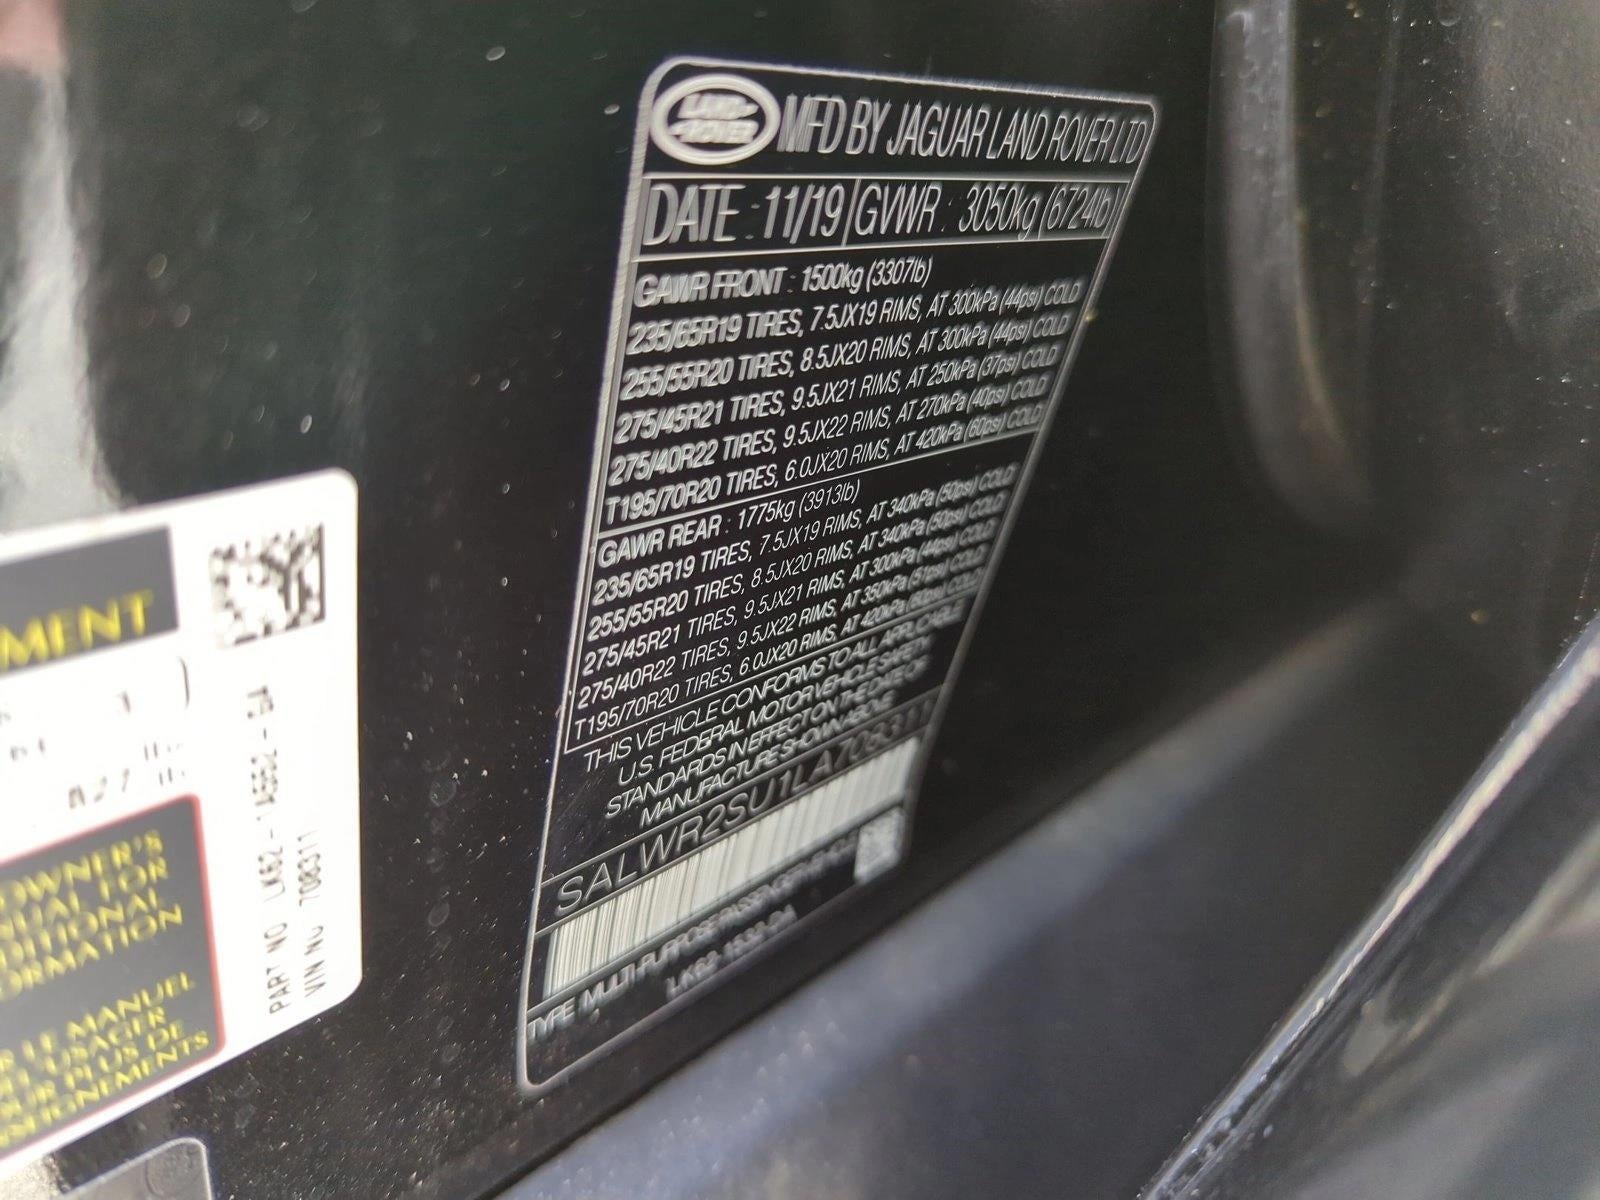 LAND-
-ROVER
MFD BY JAGUAR LAND ROVER LTD
DATE : 11/19 GVWR : 3050kg (6724lb)
GAWR FRONT : 1500kg (3307lb)
235/65R19 TIRES, 7.5JX19 RIMS, AT 300kPa (44psi) COLD
255/55R20 TIRES, 8.5JX20 RIMS, AT 300kPa (44psi) COLD
275/45R21 TIRES, 9.5JX21 RIMS, AT 250kPa (37psi) COLD
275/40R22 TIRES, 9.5JX22 RIMS, AT 270kPa (40psi) COLD
T195/70R20 TIRES, 6.0JX20 RIMS, AT 420kPa (60psi) COLD
GAWR REAR : 1775kg (3913lb)
235/65R19 TIRES, 7.5JX19 RIMS, AT 340kPa (50psi) COLD
255/55R20 TIRES, 8.5JX20 RIMS, AT 340kPa (50psi) COLD
275/45R21 TIRES, 9.5JX21 RIMS, AT 300kPa (44psi) COLD
275/40R22 TIRES, 9.5JX22 RIMS, AT 350kPa (51psi) COLD
T195/70R20 TIRES, 6.0JX20 RIMS, AT 420kPa (60psi) COLD
THIS VEHICLE CONFORMS TO ALL APPLICABLE
U.S. FEDERAL MOTOR VEHICLE SAFETY
STANDARDS IN EFFECT ON THE DATE OF
MANUFACTURE SHOWN ABOVE
SALWR2SU1LA708311
TYPE MULTI-PURPOSE PASSENGER VEHICLE
LK62-1532-DA
MENT
OWNER'S
NUAL FOR
DITIONAL
ORMATION
LE MANUEL
USAGER
PLUS DE
SEIGNEMENTS
PART NO LK62-1A552-GA
VIN NO 708311